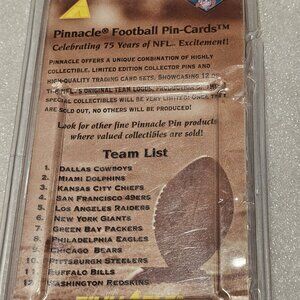 Pinnacle® Football Pin-Cards™
Celebrating 75 Years of NFL. Excitement!
PINNACLE OFFERS A UNIQUE COMBINATION OF HIGHLY
COLLECTIBLE, LIMITED EDITION COLLECTOR PINS AND
HIGH-QUALITY TRADING CARD SETS. SHOWCASING 12 OF
THE NFL'S ORIGINAL TEAM LOGOS, PRODUCTION OF THE
SPECIAL COLLECTIBLES WILL BE VERY LIMITED! ONCE THEY
ARE SOLD OUT, NO OTHERS WILL BE PRODUCED!
Look for other fine Pinnacle Pin products
where valued collectibles are sold!
Team List
1. DALLAS COWBOYS
2 MIAMI DOLPHINS
3 KANSAS CITY CHIEFS
4 SAN FRANCISCO 49ERS
5 LOS ANGELES RAIDERS
6 NEW YORK GIANTS
7 GREEN BAY PACKERS
8 PHILADELPHIA EAGLES
9 CHICAGO BEARS
10 PITTSBURGH STEELERS
11 BUFFALO BILLS
12 WASHINGTON REDSKINS